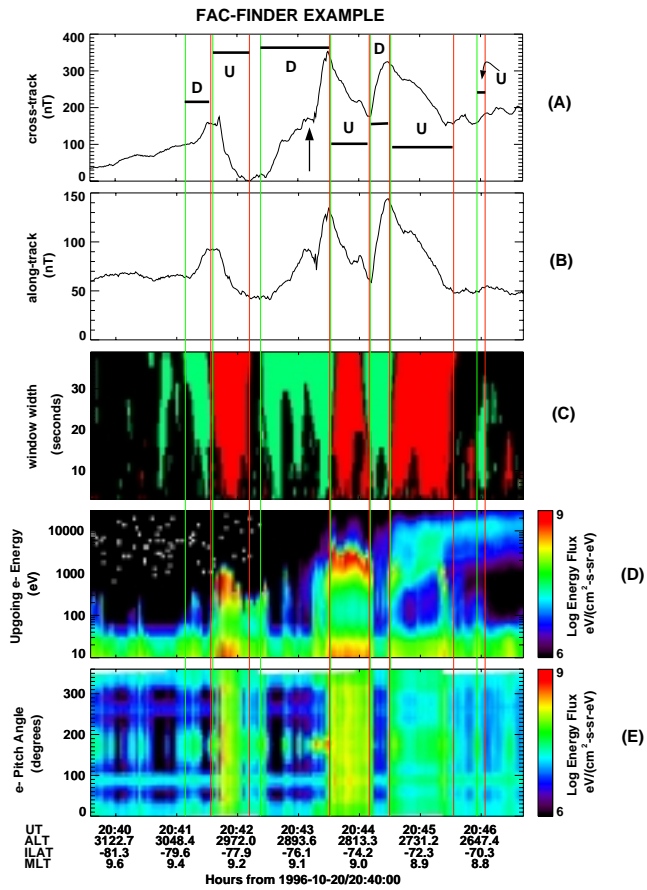 FAC-FINDER EXAMPLE
400
300
200
100
0
cross-track
(nT)
D
U
D
U
D
U
U
(A)
150
100
50
0
along-track
(nT)
(B)
30
20
10
window width
(seconds)
(C)
10000
1000
100
10
Upgoing e- Energy
(eV)
9
6
Log Energy Flux
eV/(cm²-s-sr-eV)
(D)
300
200
100
0
e- Pitch Angle
(degrees)
9
6
Log Energy Flux
eV/(cm²-s-sr-eV)
(E)
UT 20:40 20:41 20:42 20:43 20:44 20:45 20:46
ALT 3122.7 3048.4 2972.0 2893.6 2813.3 2731.2 2647.4
ILAT -81.3 -79.6 -77.9 -76.1 -74.2 -72.3 -70.3
MLT 9.6 9.4 9.2 9.1 9.0 8.9 8.8
Hours from 1996-10-20/20:40:00